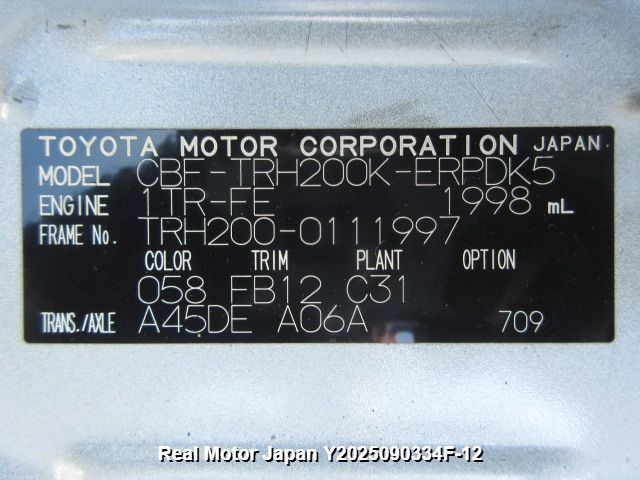 TOYOTA MOTOR CORPORATION JAPAN
MODEL CBF-TRH200K-ERPDK5
ENGINE 1TR-FE 1998 mL
FRAME No. TRH200-0111997
COLOR TRIM PLANT OPTION
058 FB12 C31
TRANS./AXLE A45DE A06A 709
Real Motor Japan Y2025090334F-12